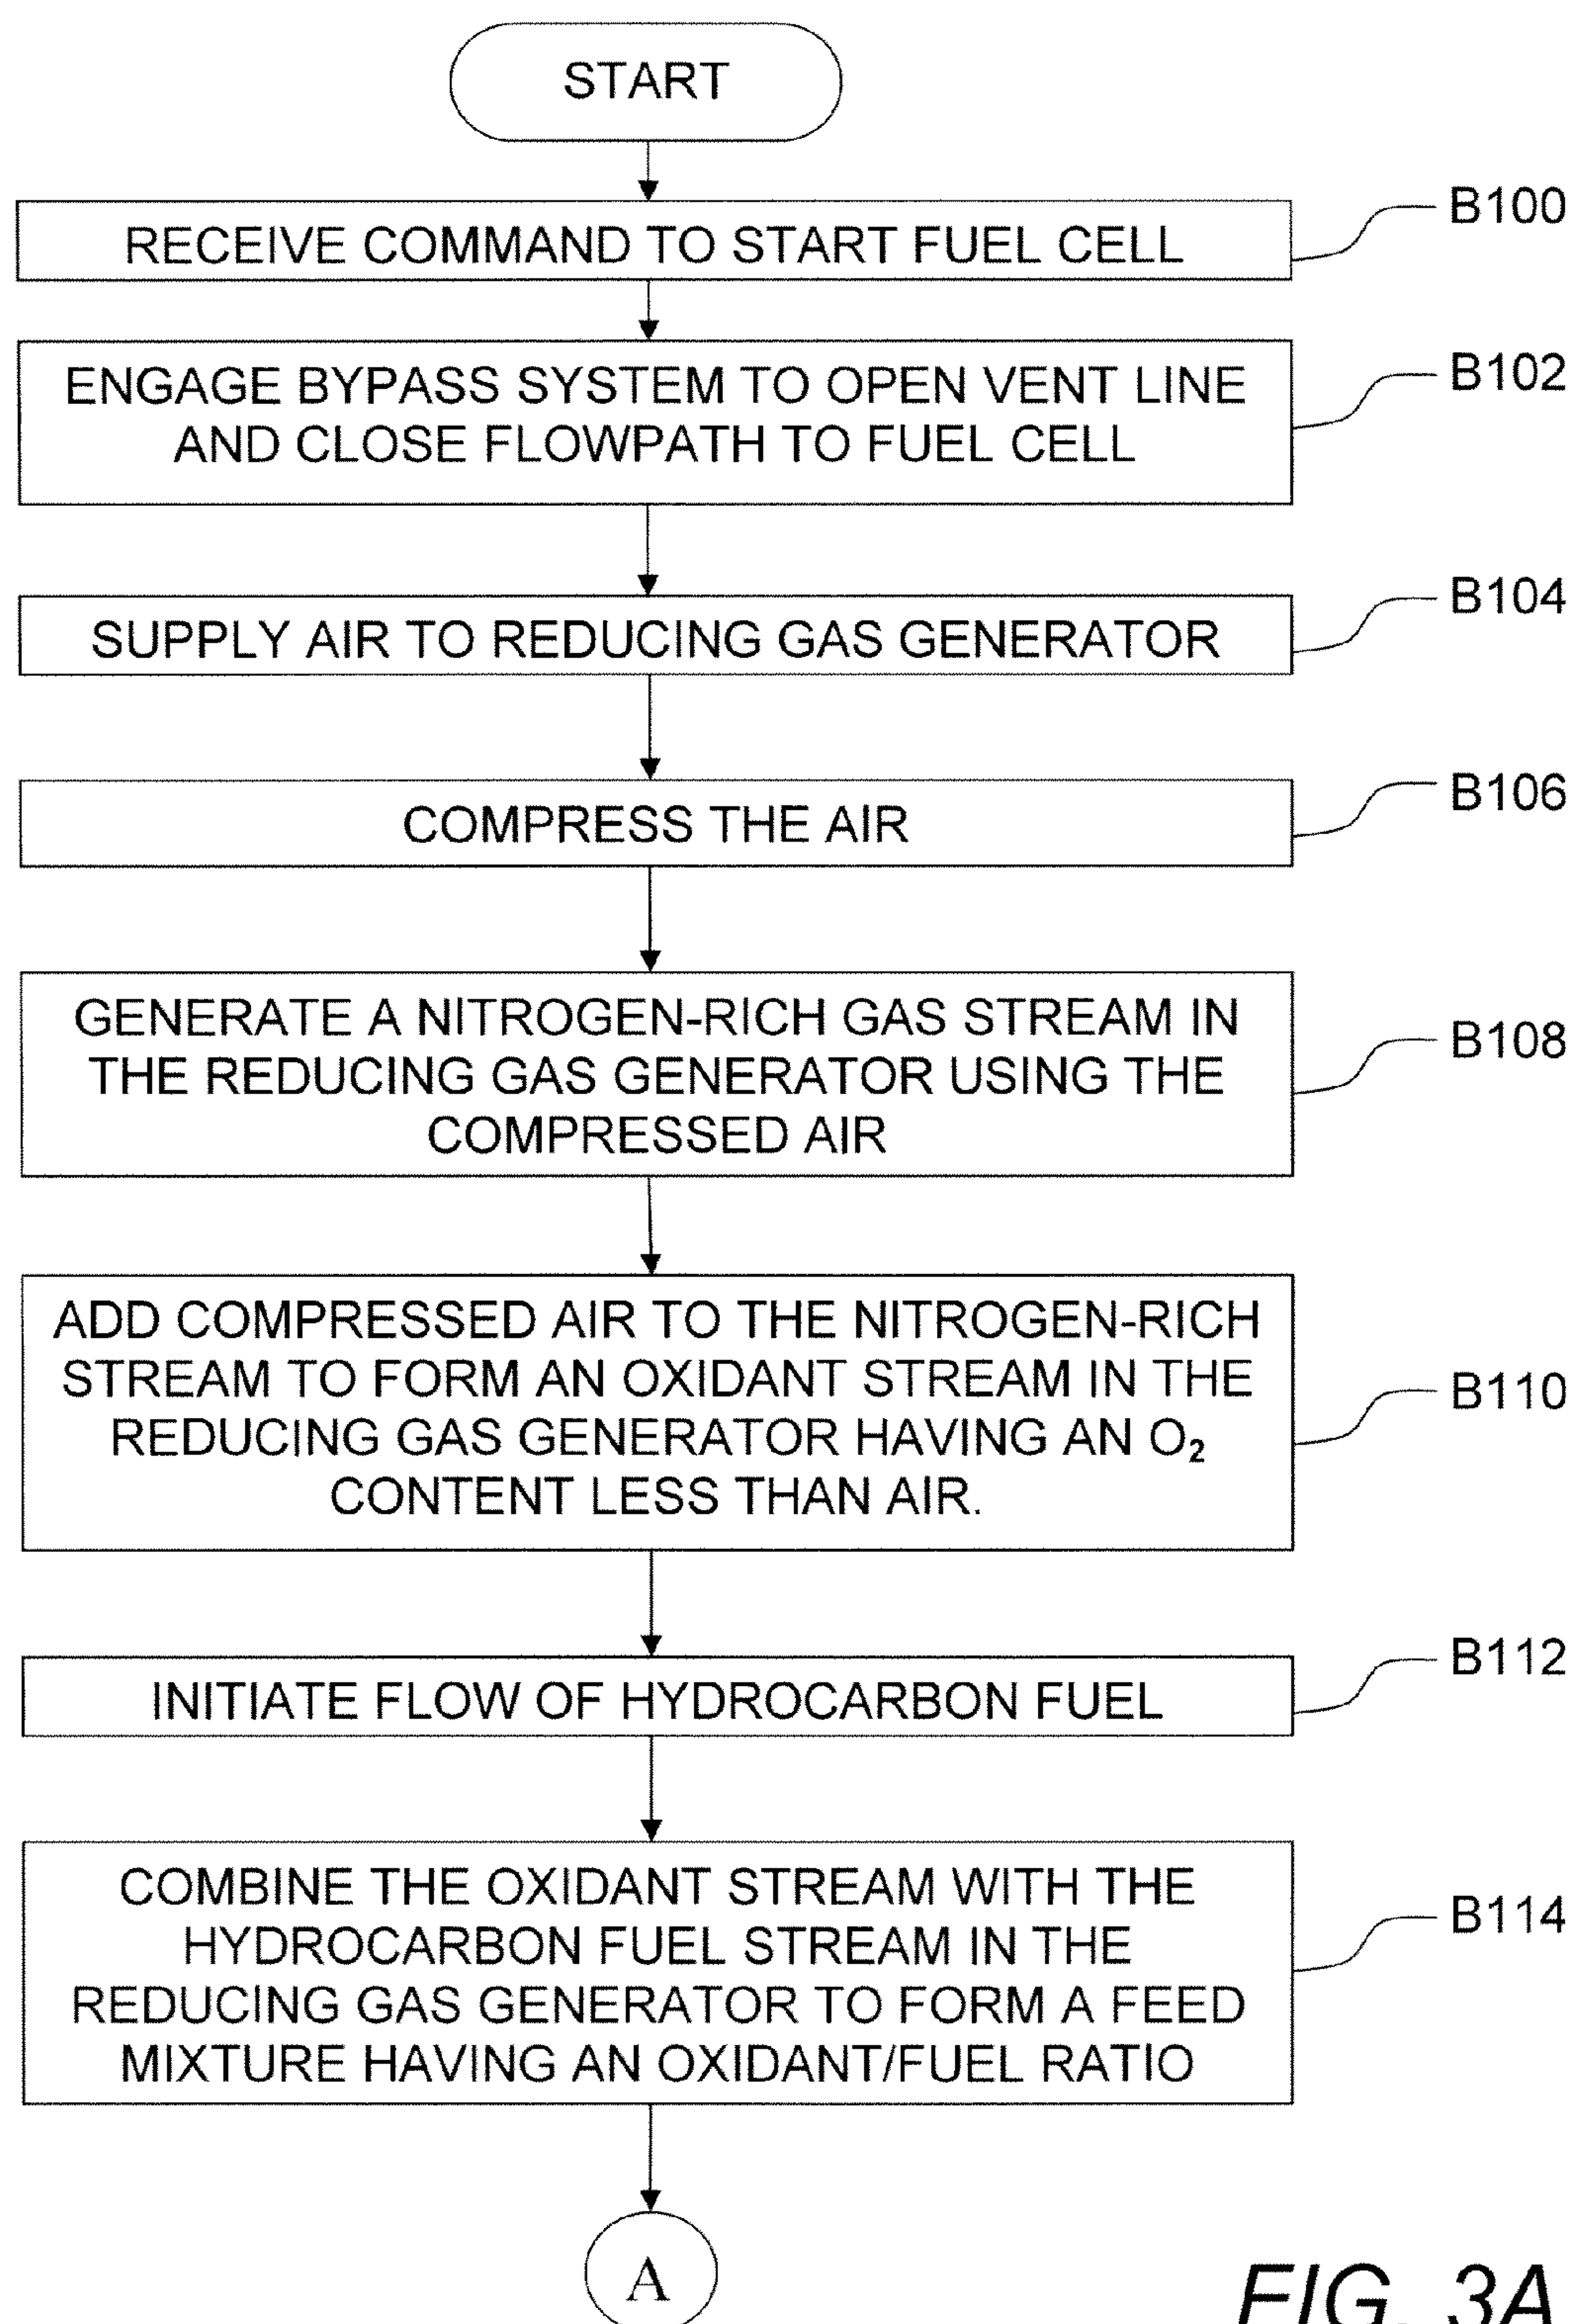 START
RECEIVE COMMAND TO START FUEL CELL
B100
ENGAGE BYPASS SYSTEM TO OPEN VENT LINE
AND CLOSE FLOWPATH TO FUEL CELL
B102
SUPPLY AIR TO REDUCING GAS GENERATOR
B104
COMPRESS THE AIR
B106
GENERATE A NITROGEN-RICH GAS STREAM IN
THE REDUCING GAS GENERATOR USING THE
COMPRESSED AIR
B108
ADD COMPRESSED AIR TO THE NITROGEN-RICH
STREAM TO FORM AN OXIDANT STREAM IN THE
REDUCING GAS GENERATOR HAVING AN O₂
CONTENT LESS THAN AIR.
B110
INITIATE FLOW OF HYDROCARBON FUEL
B112
COMBINE THE OXIDANT STREAM WITH THE
HYDROCARBON FUEL STREAM IN THE
REDUCING GAS GENERATOR TO FORM A FEED
MIXTURE HAVING AN OXIDANT/FUEL RATIO
B114
A
FIG. 3A